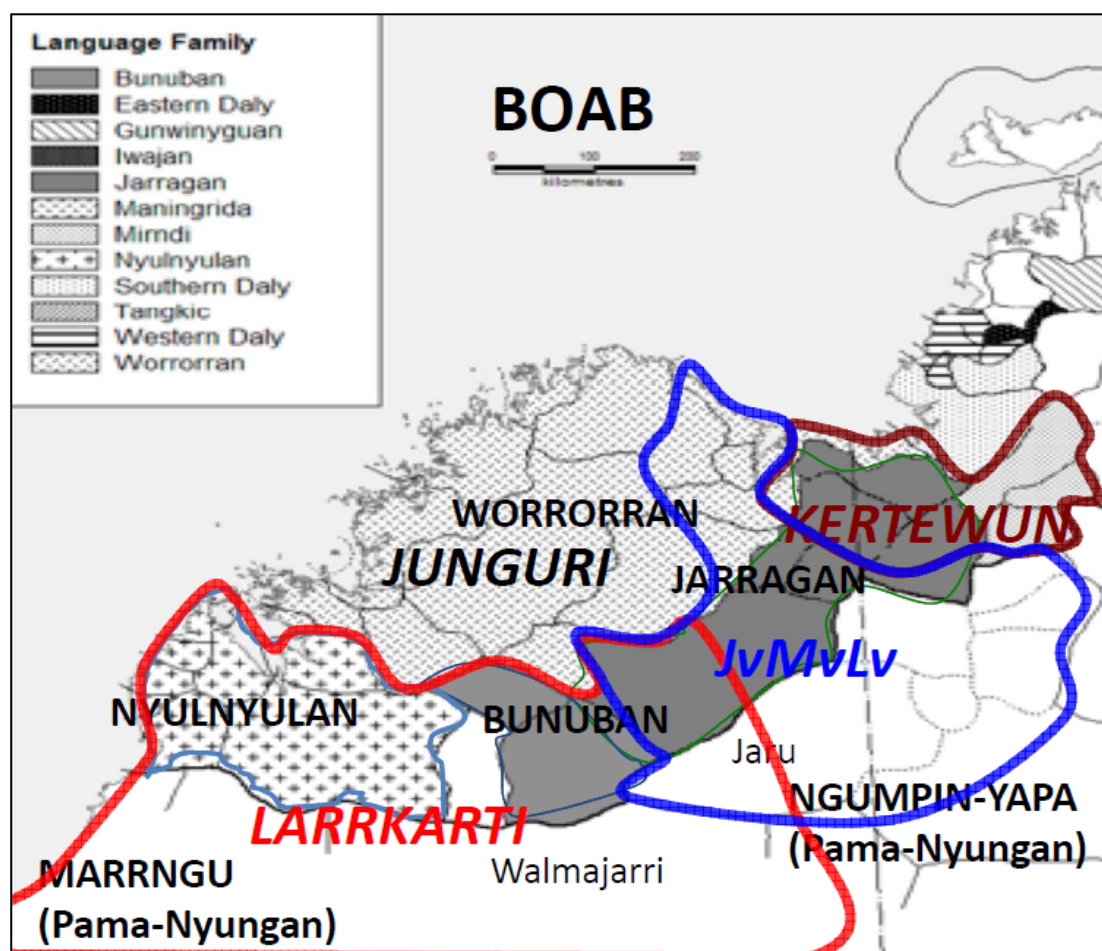 Language Family
Bunuban
Eastern Daly
Gunwinyguan
Iwajan
Jarragan
Maningrida
Mirndi
Nyulnyulan
Southern Daly
Tangkic
Western Daly
Worrorran
BOAB
0 100 200
kilometres
WORRORRAN
KERTEWUN
JUNGURI
JARRAGAN
JvMvLv
NYULNYULAN
BUNUBAN
Jaru
NGUMPIN-YAPA
(Pama-Nyungan)
LARRKARTI
Walmajarri
MARRNGU
(Pama-Nyungan)